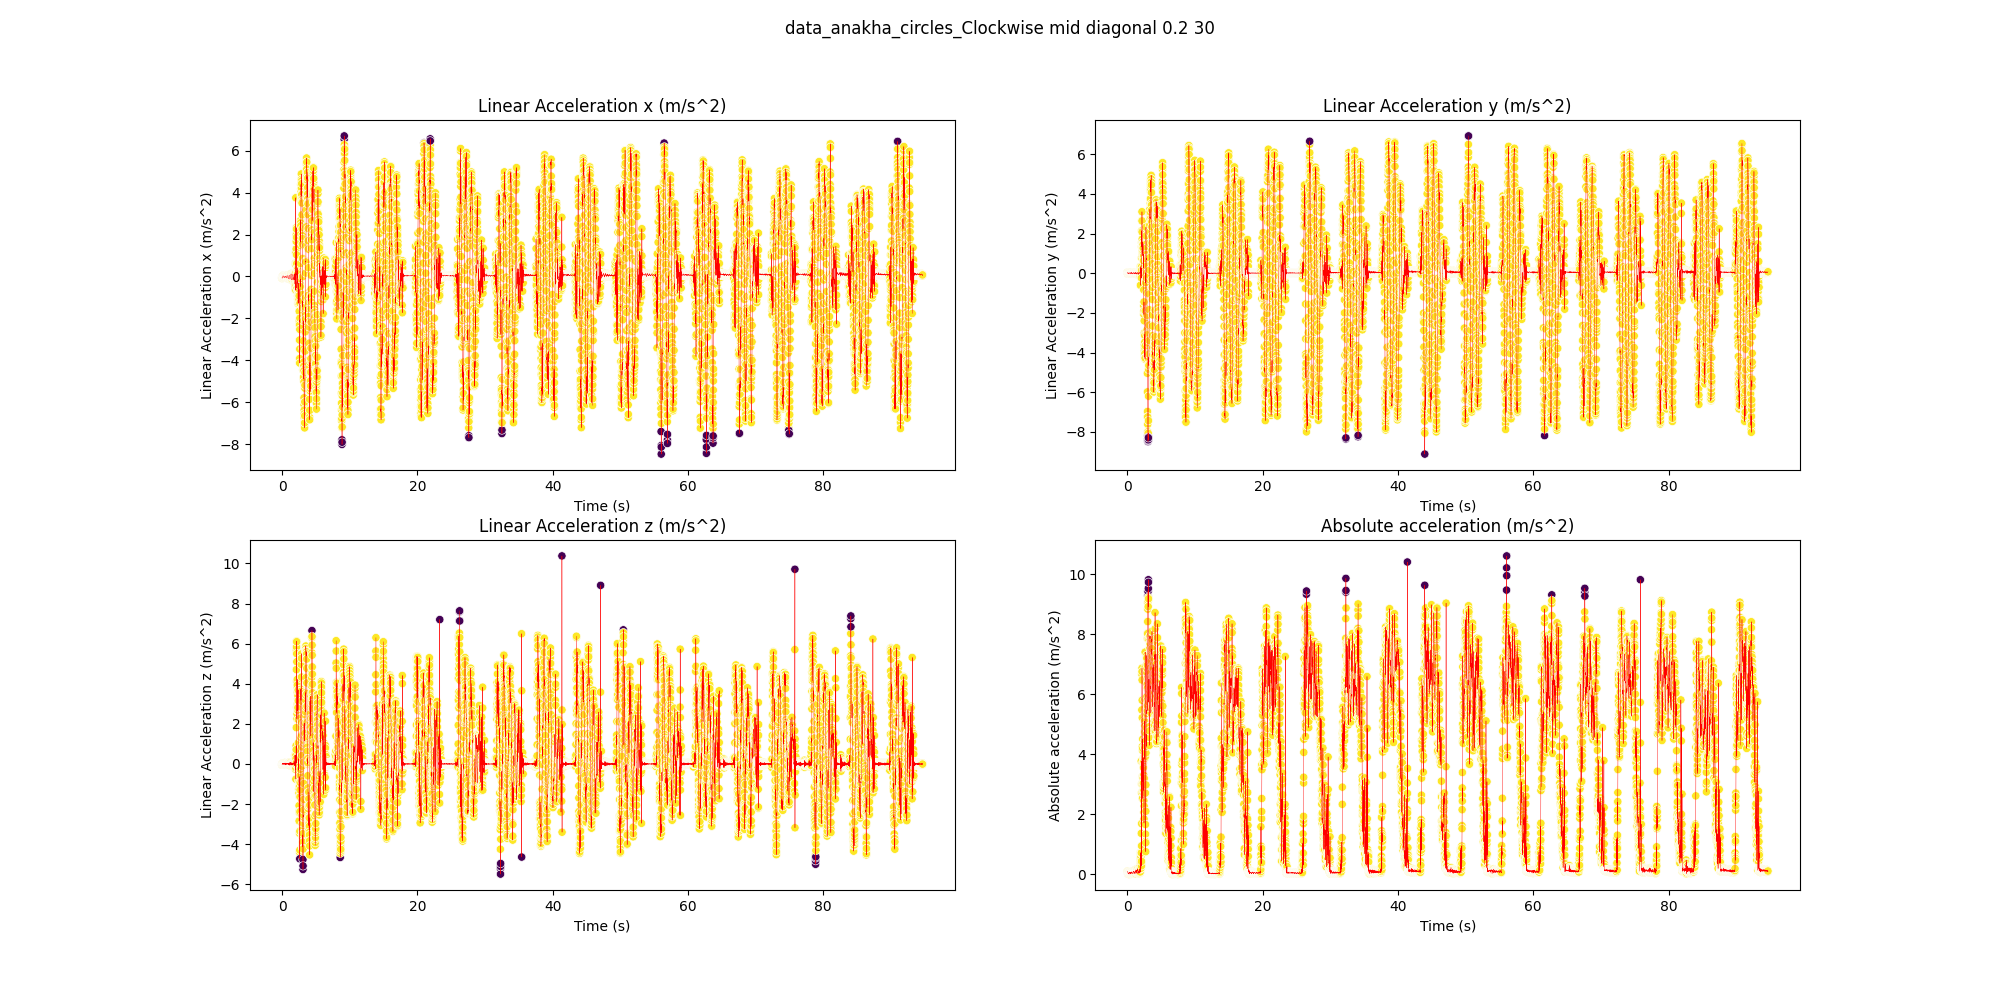 data_anakha_circles_Clockwise mid diagonal 0.2 30
Linear Acceleration x (m/s^2)
Linear Acceleration x (m/s^2)
6
4
2
0
−2
−4
−6
−8
0 20 40 60 80
Time (s)
Linear Acceleration y (m/s^2)
Linear Acceleration y (m/s^2)
6
4
2
0
−2
−4
−6
−8
0 20 40 60 80
Time (s)
Linear Acceleration z (m/s^2)
Linear Acceleration z (m/s^2)
10
8
6
4
2
0
−2
−4
−6
0 20 40 60 80
Time (s)
Absolute acceleration (m/s^2)
Absolute acceleration (m/s^2)
10
8
6
4
2
0
0 20 40 60 80
Time (s)